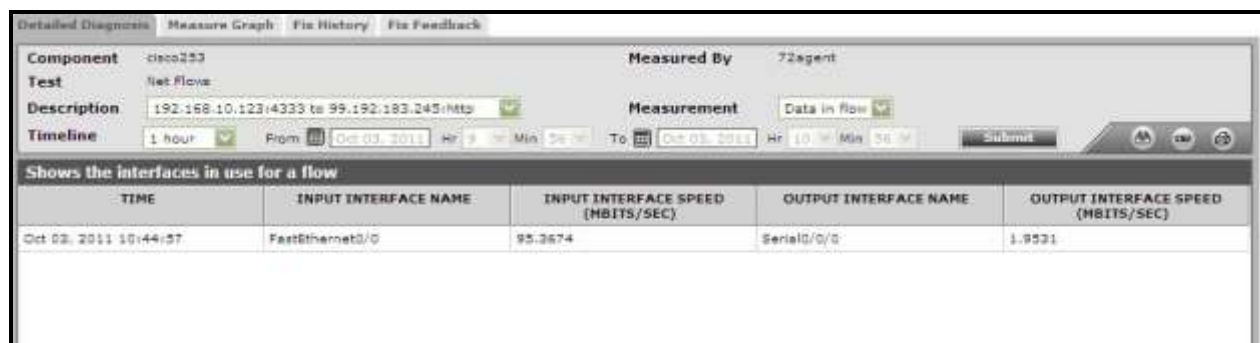 Detailed Diagnosis Measure Graph Fix History Fix Feedback
Component cisco253 Measured By 72agent
Test Net Flows
Description 192.168.10.123:4333 to 99.192.183.245:http Measurement Data in flow
Timeline 1 hour From Oct 03, 2011 Hr 9 Min 56 To Oct 03, 2011 Hr 10 Min 56 Submit
Shows the interfaces in use for a flow
TIME INPUT INTERFACE NAME INPUT INTERFACE SPEED (MBITS/SEC) OUTPUT INTERFACE NAME OUTPUT INTERFACE SPEED (MBITS/SEC)
Oct 03, 2011 10:44:57 FastEthernet0/0 95.3674 Serial0/0/0 1.9531